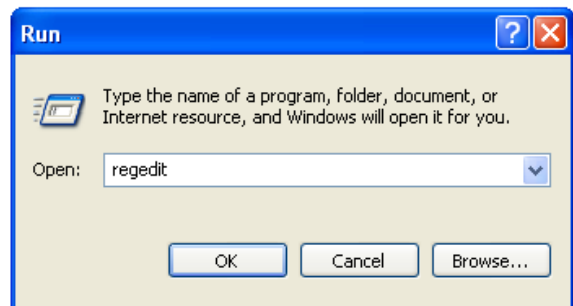 Run
Type the name of a program, folder, document, or
Internet resource, and Windows will open it for you.
Open: regedit
OK Cancel Browse...